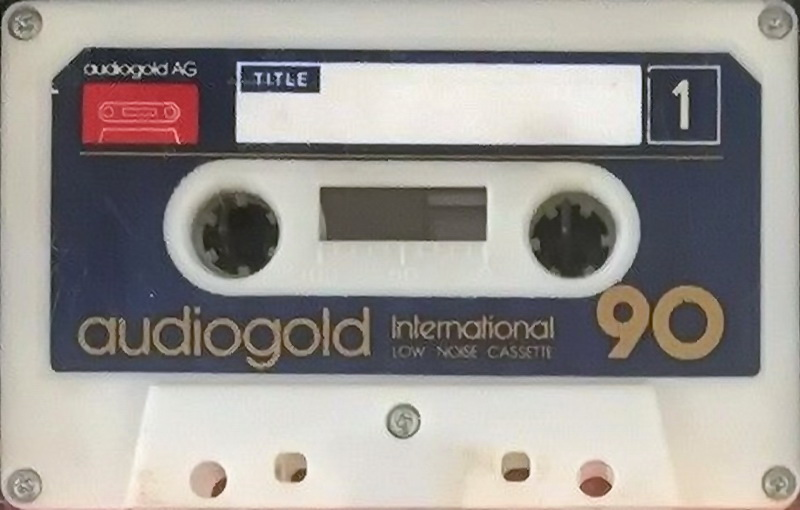 audiogold AG
TITLE
1
audiogold International 90
LOW NOISE CASSETTE